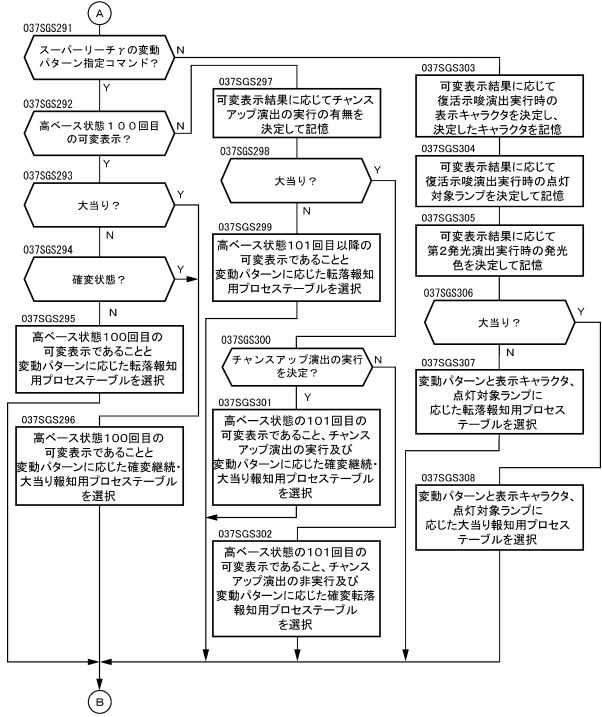 A
037SGS291
スーパーリーチγの変動
パターン指定コマンド？
N
Y
037SGS292
高ベース状態１００回目
の可変表示？
N
Y
037SGS293
大当り？
Y
N
037SGS294
確変状態？
Y
N
037SGS295
高ベース状態100回目の
可変表示であることと
変動パターンに応じた転落報知
用プロセステーブルを選択
037SGS296
高ベース状態100回目の
可変表示であることと
変動パターンに応じた確変継続・
大当り報知用プロセステーブル
を選択
037SGS297
可変表示結果に応じてチャンス
アップ演出の実行の有無を
決定して記憶
037SGS298
大当り？
Y
N
037SGS299
高ベース状態101回目以降の
可変表示であることと
変動パターンに応じた転落報知
用プロセステーブルを選択
037SGS300
チャンスアップ演出の実行
を決定？
N
Y
037SGS301
高ベース状態の101回目の
可変表示であること、チャンス
アップ演出の実行及び
変動パターンに応じた確変継続・
大当り報知用プロセステーブル
を選択
037SGS302
高ベース状態の101回目の
可変表示であること、チャンス
アップ演出の非実行及び
変動パターンに応じた確変転落
報知用プロセステーブル
を選択
037SGS303
可変表示結果に応じて
復活示唆演出実行時の
表示キャラクタを決定し、
決定したキャラクタを記憶
037SGS304
可変表示結果に応じて
復活示唆演出実行時の点灯
対象ランプを決定して記憶
037SGS305
可変表示結果に応じて
第２発光演出実行時の発光
色を決定して記憶
037SGS306
大当り？
Y
N
037SGS307
変動パターンと表示キャラクタ、
点灯対象ランプに
応じた転落報知用プロセス
テーブルを選択
037SGS308
変動パターンと表示キャラクタ、
点灯対象ランプに
応じた大当り報知用プロセス
テーブルを選択
B